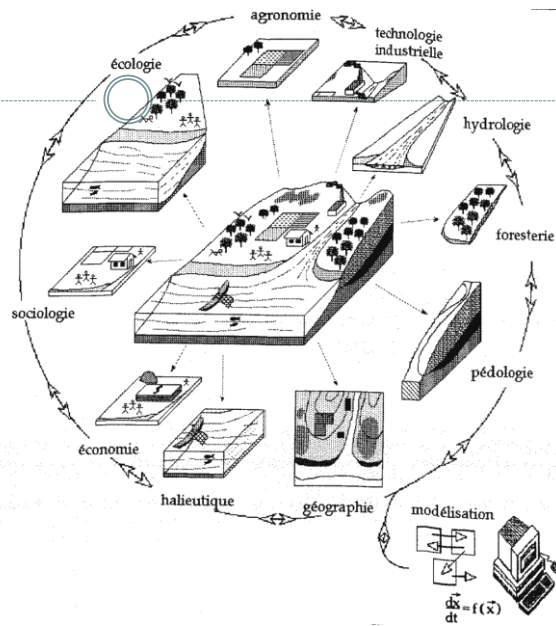 agronomie
technologie
industrielle
écologie
hydrologie
foresterie
sociologie
pédologie
économie
halieutique
géographie
modélisation
dx⃗/dt = f(x⃗)